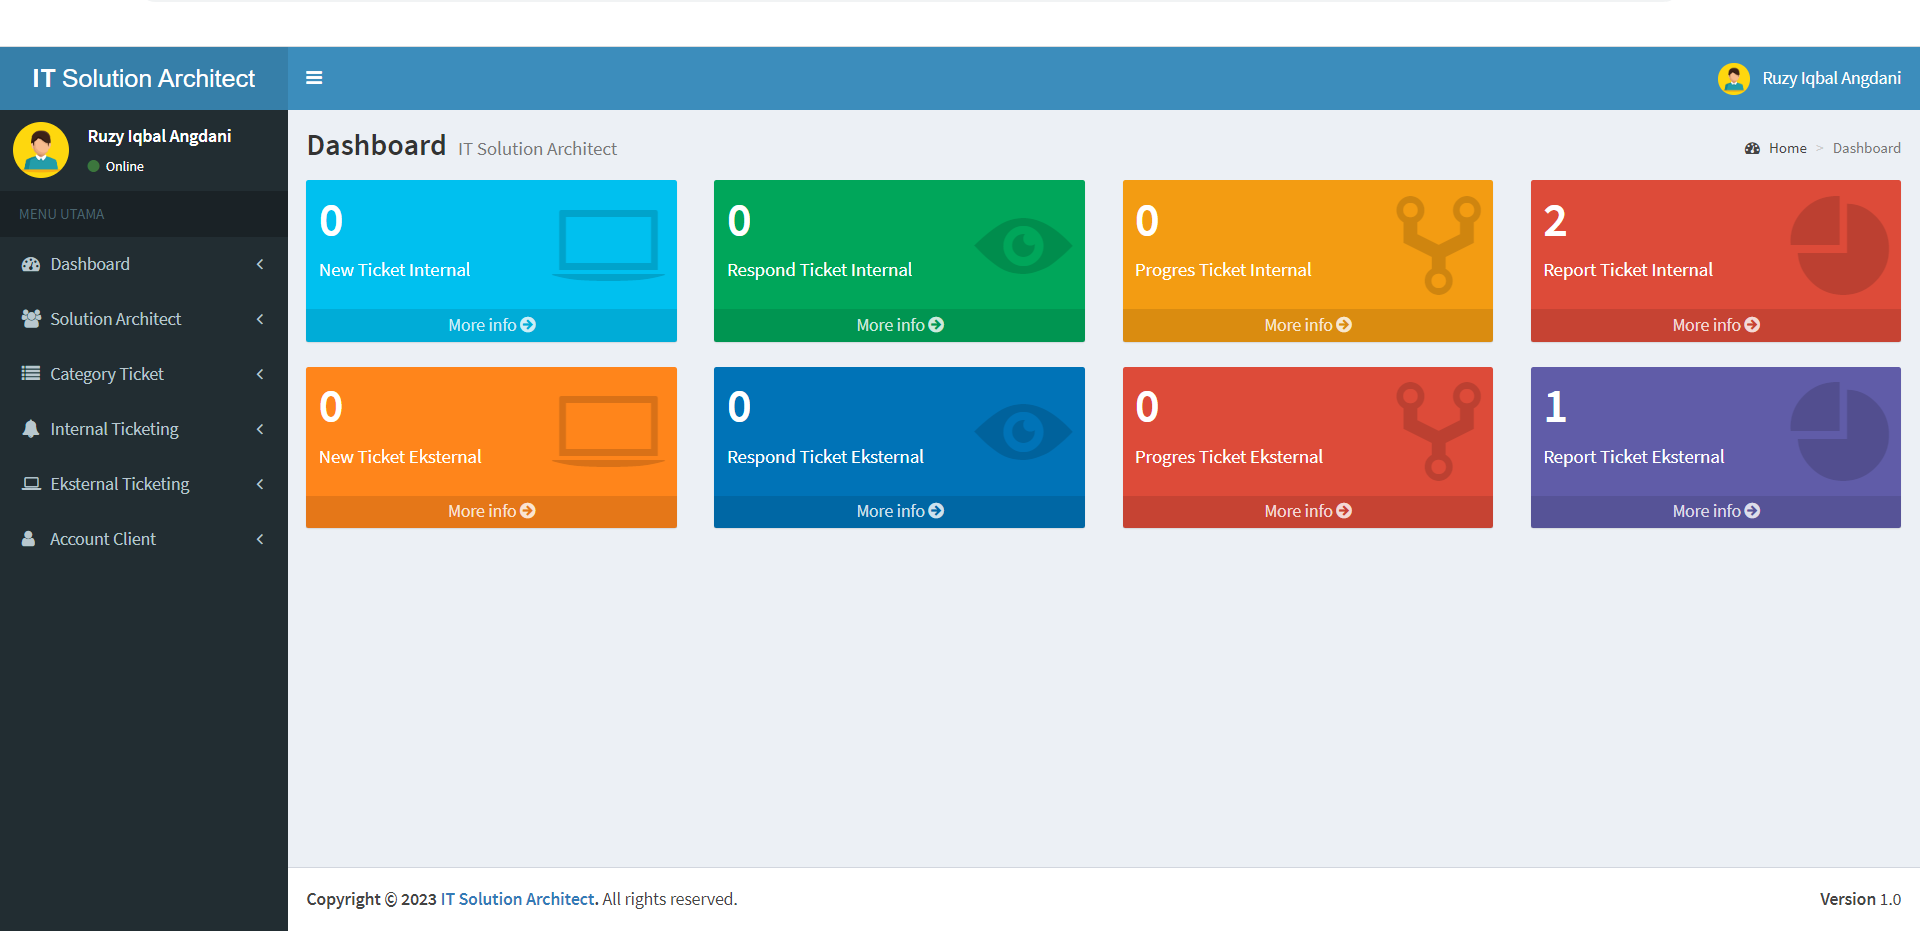 IT Solution Architect
Ruzy Iqbal Angdani
Ruzy Iqbal Angdani
Online
MENU UTAMA
Dashboard
Solution Architect
Category Ticket
Internal Ticketing
Eksternal Ticketing
Account Client
Dashboard IT Solution Architect
Home > Dashboard
0
New Ticket Internal
More info
0
Respond Ticket Internal
More info
0
Progres Ticket Internal
More info
2
Report Ticket Internal
More info
0
New Ticket Eksternal
More info
0
Respond Ticket Eksternal
More info
0
Progres Ticket Eksternal
More info
1
Report Ticket Eksternal
More info
Copyright © 2023 IT Solution Architect. All rights reserved.
Version 1.0